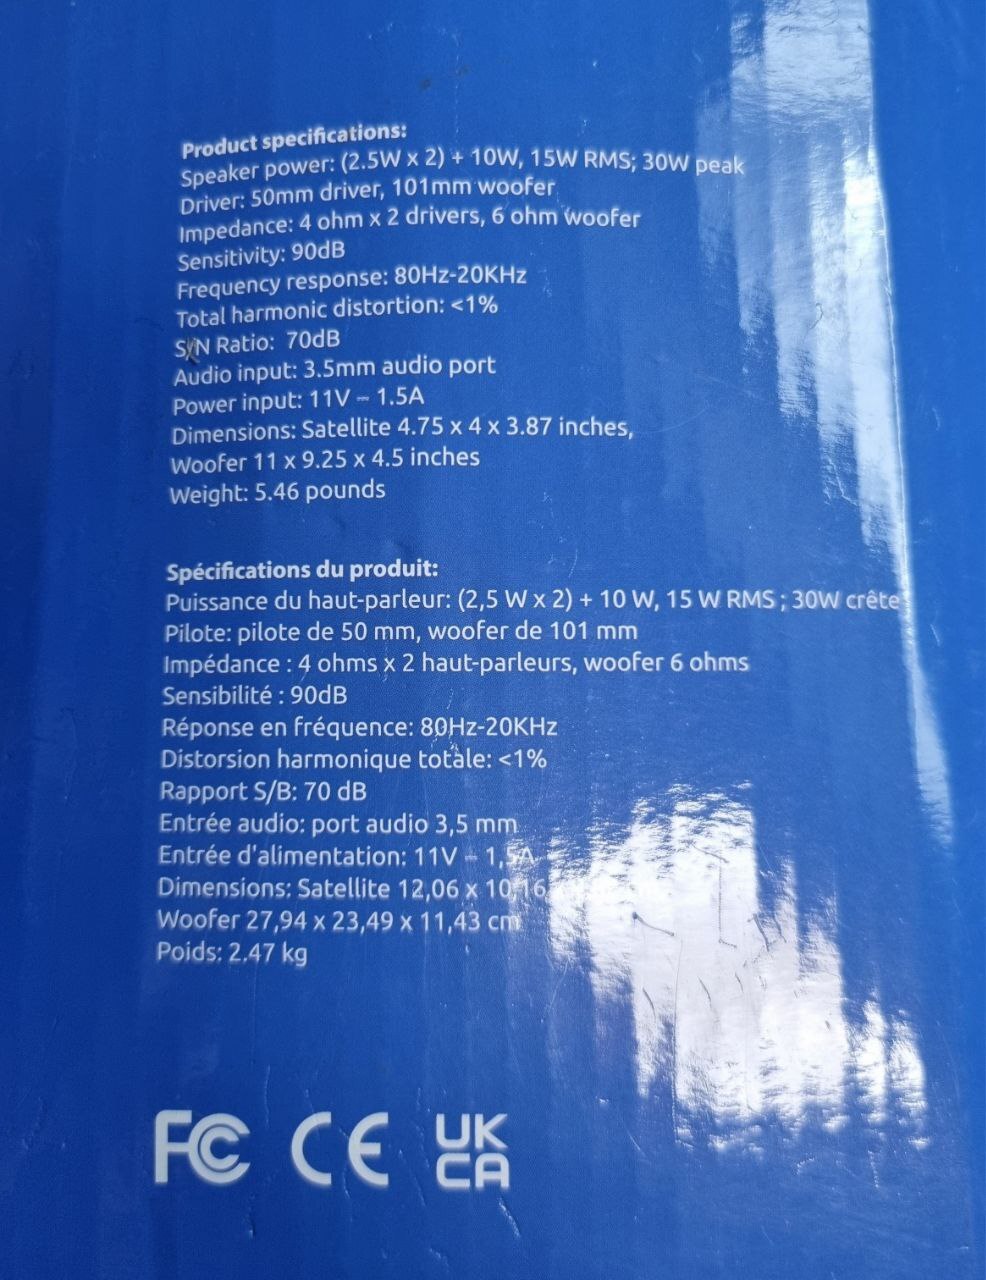 Product specifications:
Speaker power: (2.5W x 2) + 10W, 15W RMS; 30W peak
Driver: 50mm driver, 101mm woofer
Impedance: 4 ohm x 2 drivers, 6 ohm woofer
Sensitivity: 90dB
Frequency response: 80Hz-20KHz
Total harmonic distortion: <1%
S/N Ratio: 70dB
Audio input: 3.5mm audio port
Power input: 11V ⎓ 1.5A
Dimensions: Satellite 4.75 x 4 x 3.87 inches,
Woofer 11 x 9.25 x 4.5 inches
Weight: 5.46 pounds
Spécifications du produit:
Puissance du haut-parleur: (2,5 W x 2) + 10 W, 15 W RMS ; 30W crête
Pilote: pilote de 50 mm, woofer de 101 mm
Impédance : 4 ohms x 2 haut-parleurs, woofer 6 ohms
Sensibilité : 90dB
Réponse en fréquence: 80Hz-20KHz
Distorsion harmonique totale: <1%
Rapport S/B: 70 dB
Entrée audio: port audio 3,5 mm
Entrée d'alimentation: 11V ⎓ 1,5A
Dimensions: Satellite 12,06 x 10,16
Woofer 27,94 x 23,49 x 11,43 cm
Poids: 2.47 kg
FC CE UK
CA